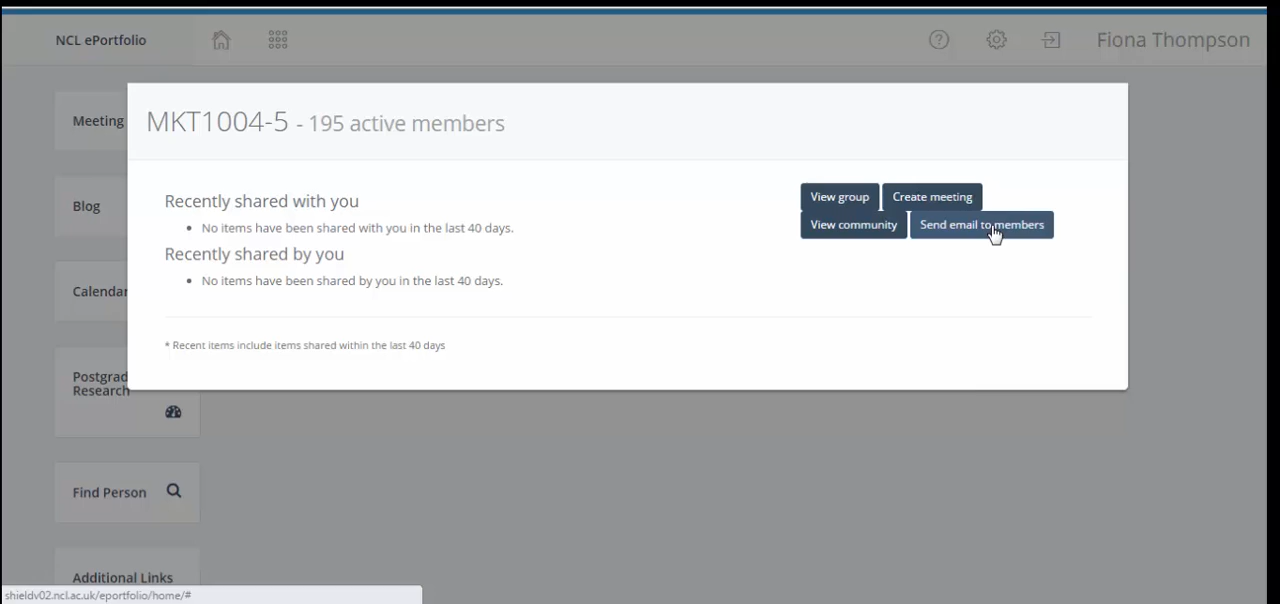 NCL ePortfolio
Fiona Thompson
Meeting
MKT1004-5 - 195 active members
Recently shared with you
No items have been shared with you in the last 40 days.
Recently shared by you
No items have been shared by you in the last 40 days.
View group Create meeting
View community Send email to members
* Recent items include items shared within the last 40 days
Blog
Calendar
Postgrad
Research
Find Person
Additional Links
shieldv02.ncl.ac.uk/eportfolio/home/#